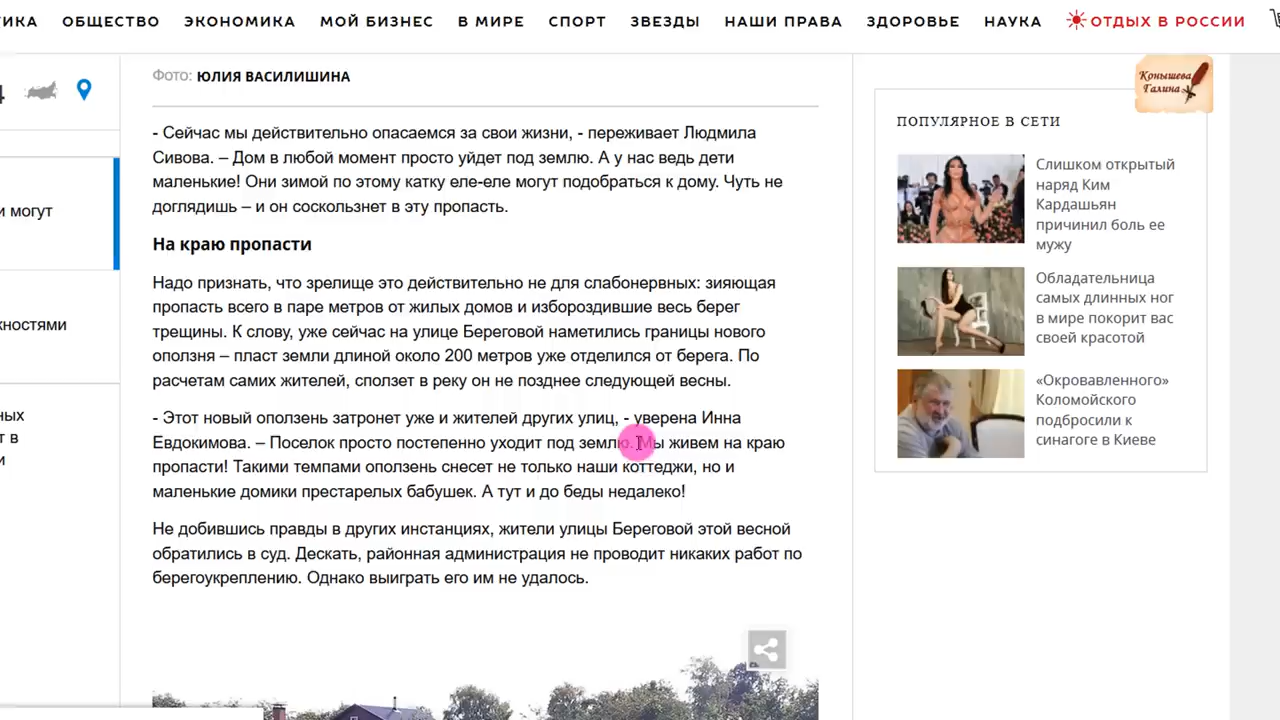 ИКА ОБЩЕСТВО ЭКОНОМИКА МОЙ БИЗНЕС В МИРЕ СПОРТ ЗВЕЗДЫ НАШИ ПРАВА ЗДОРОВЬЕ НАУКА ОТДЫХ В РОССИИ
и могут
жностями
ных
т в
и
Фото: ЮЛИЯ ВАСИЛИШИНА
- Сейчас мы действительно опасаемся за свои жизни, - переживает Людмила
Сивова. – Дом в любой момент просто уйдет под землю. А у нас ведь дети
маленькие! Они зимой по этому катку еле-еле могут подобраться к дому. Чуть не
доглядишь – и он соскользнет в эту пропасть.
На краю пропасти
Надо признать, что зрелище это действительно не для слабонервных: зияющая
пропасть всего в паре метров от жилых домов и избороздившие весь берег
трещины. К слову, уже сейчас на улице Береговой наметились границы нового
оползня – пласт земли длиной около 200 метров уже отделился от берега. По
расчетам самих жителей, сползет в реку он не позднее следующей весны.
- Этот новый оползень затронет уже и жителей других улиц, - уверена Инна
Евдокимова. – Поселок просто постепенно уходит под землю. Мы живем на краю
пропасти! Такими темпами оползень снесет не только наши коттеджи, но и
маленькие домики престарелых бабушек. А тут и до беды недалеко!
Не добившись правды в других инстанциях, жители улицы Береговой этой весной
обратились в суд. Дескать, районная администрация не проводит никаких работ по
берегоукреплению. Однако выиграть его им не удалось.
Конышева
Галина
ПОПУЛЯРНОЕ В СЕТИ
Слишком открытый
наряд Ким
Кардашьян
причинил боль ее
мужу
Обладательница
самых длинных ног
в мире покорит вас
своей красотой
«Окровавленного»
Коломойского
подбросили к
синагоге в Киеве